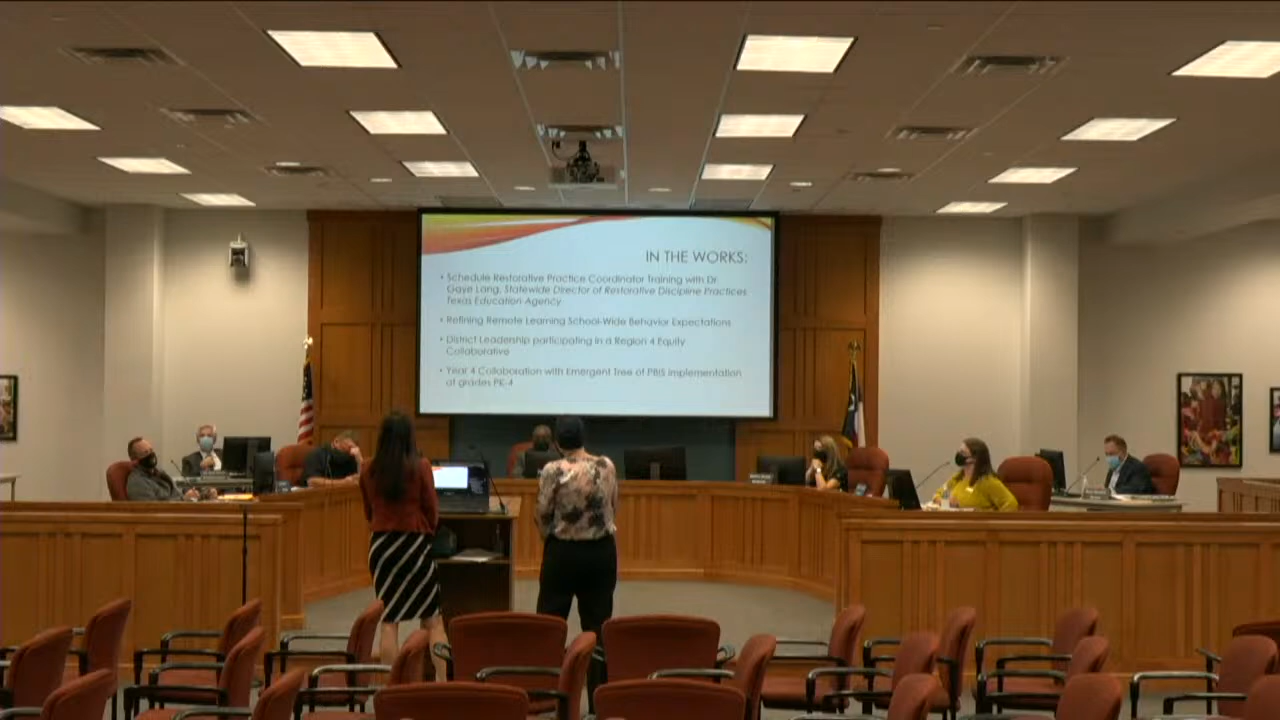 IN THE WORKS:
• Schedule Restorative Practice Coordinator Training with Dr.
Gaye Lang, Statewide Director of Restorative Discipline Practices
Texas Education Agency
• Refining Remote Learning School-Wide Behavior Expectations
• District Leadership participating in a Region 4 Equity
Collaborative
• Year 4 Collaboration with Emergent Tree of PBIS implementation
at grades PK-4